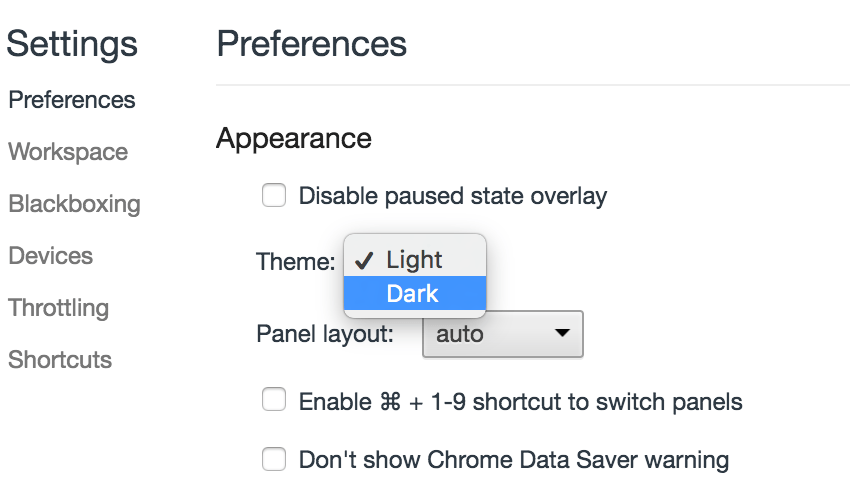 Settings
Preferences
Workspace
Blackboxing
Devices
Throttling
Shortcuts
Preferences
Appearance
Disable paused state overlay
Theme: ✓ Light
Dark
Panel layout: auto
Enable ⌘ + 1-9 shortcut to switch panels
Don't show Chrome Data Saver warning